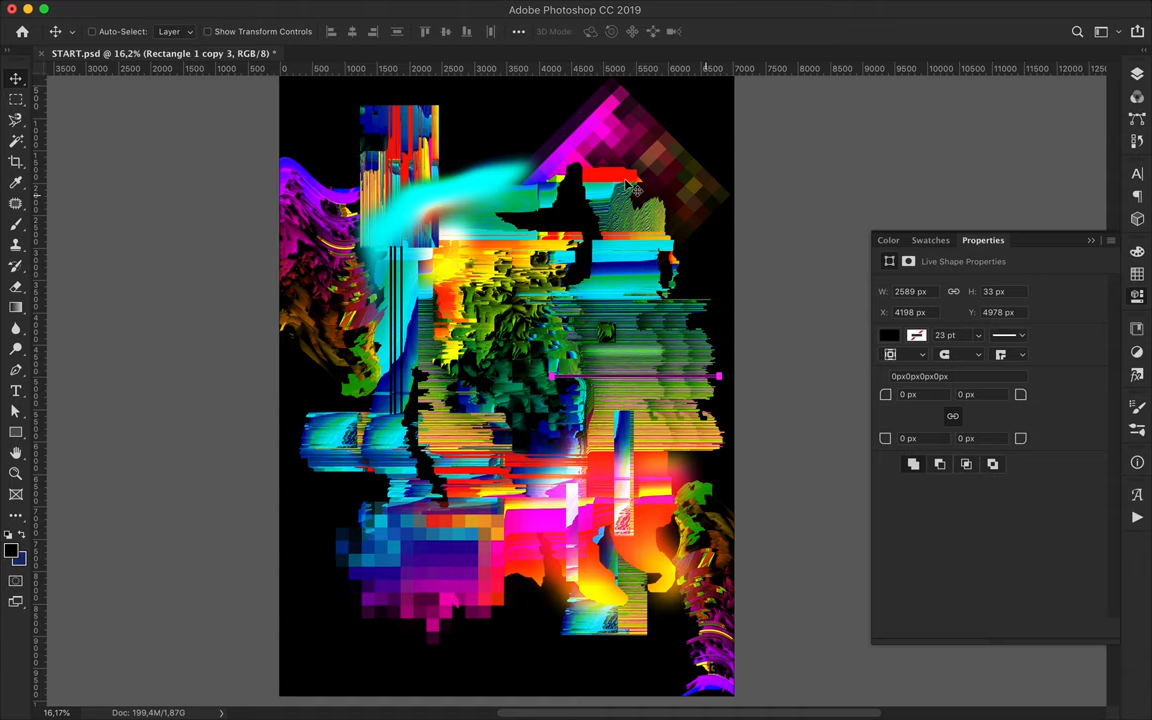 Adobe Photoshop CC 2019
Auto-Select: Layer Show Transform Controls 3D Mode:
START.psd @ 16,2% (Rectangle 1 copy 3, RGB/8) *
3500 3000 2500 2000 1500 1000 500 0 500 1000 1500 2000 2500 3000 3500 4000 4500 5000 5500 6000 6500 7000 7500 8000 8500 9000 9500 10000 10500 11000 11500 12000 1250
Color Swatches Properties
Live Shape Properties
W: 2589 px H: 33 px
X: 4198 px Y: 4978 px
23 pt
0px0px0px0px
0 px 0 px
0 px 0 px
16,17% Doc: 199,4M/1,87G